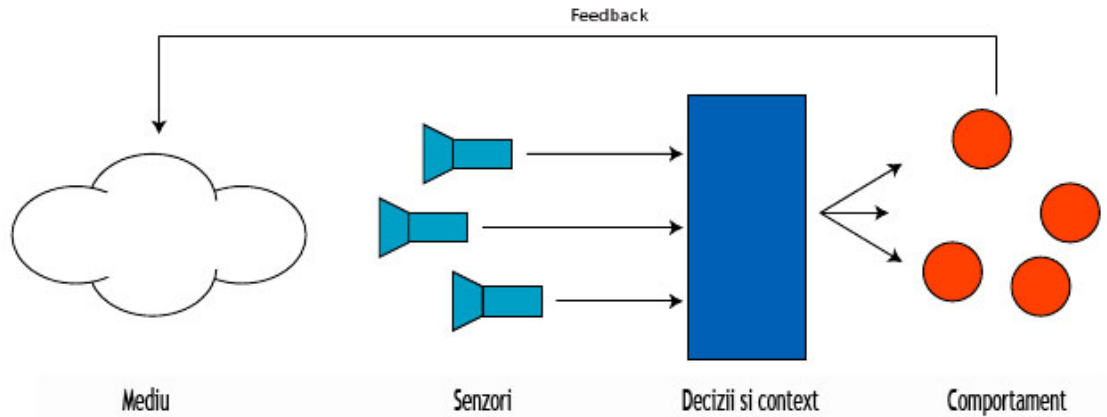 Feedback
Mediu
Senzori
Decizii si context
Comportament